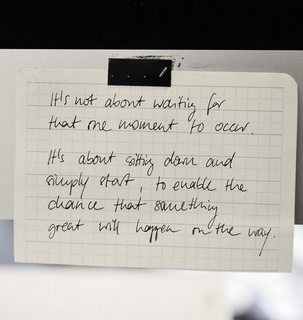 It's not about waiting for
that one moment to occur.
It's about sitting down and
simply start, to enable the
chance that something
great will happen on the way.